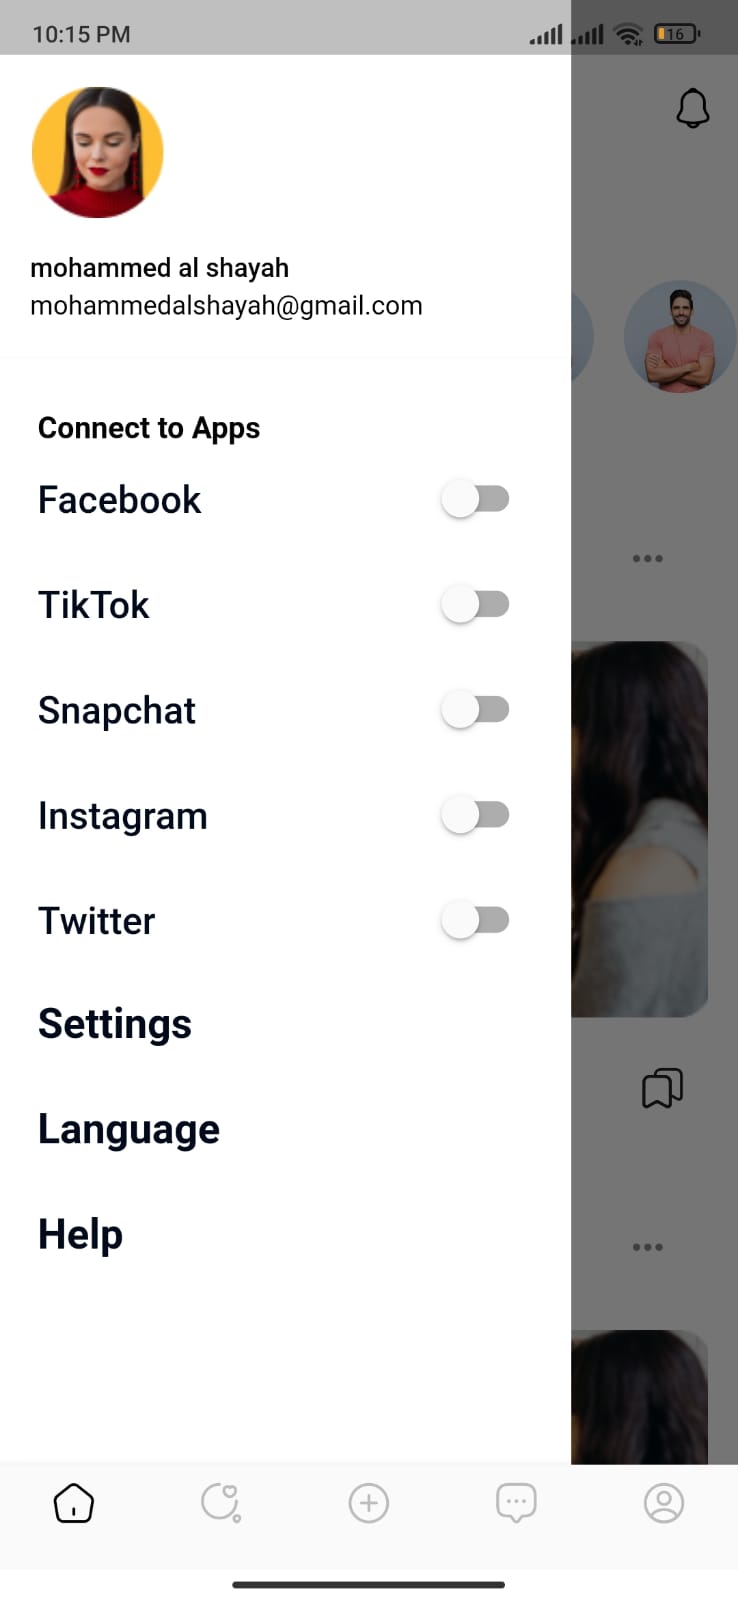 10:15 PM
16
mohammed al shayah
mohammedalshayah@gmail.com
Connect to Apps
Facebook
TikTok
Snapchat
Instagram
Twitter
Settings
Language
Help